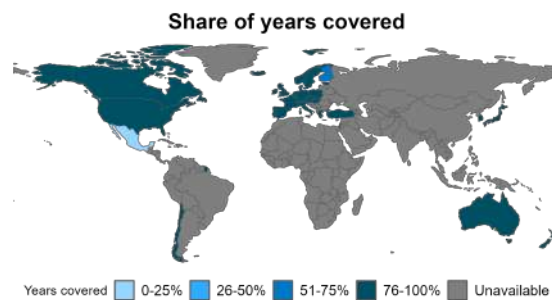 Share of years covered
Years covered 0-25% 26-50% 51-75% 76-100% Unavailable